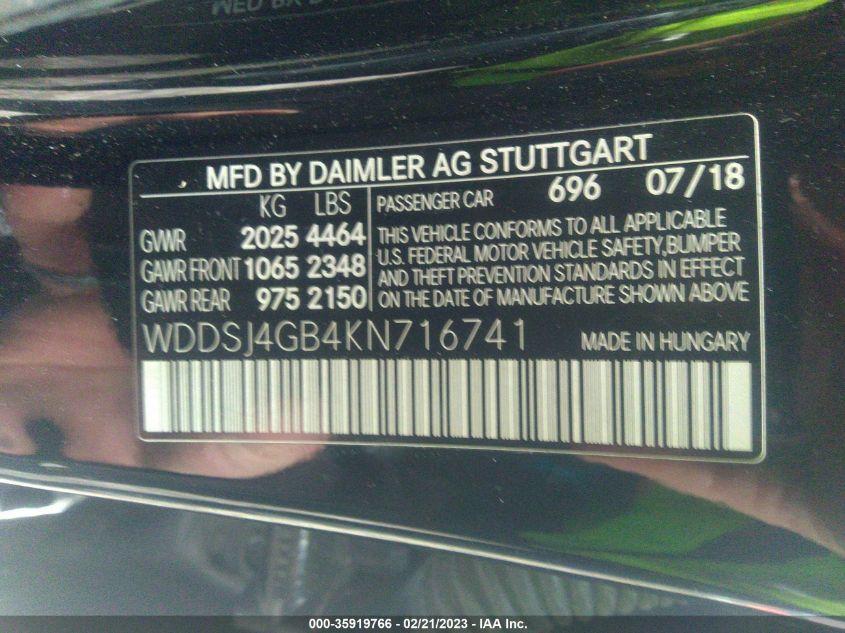 MFD BY DAIMLER AG STUTTGART
KG LBS
GVWR 2025 4464
GAWR FRONT 1065 2348
GAWR REAR 975 2150
PASSENGER CAR 696 07/18
THIS VEHICLE CONFORMS TO ALL APPLICABLE
U.S. FEDERAL MOTOR VEHICLE SAFETY, BUMPER
AND THEFT PREVENTION STANDARDS IN EFFECT
ON THE DATE OF MANUFACTURE SHOWN ABOVE
WDDSJ4GB4KN716741 MADE IN HUNGARY
000-35919766 - 02/21/2023 - IAA Inc.